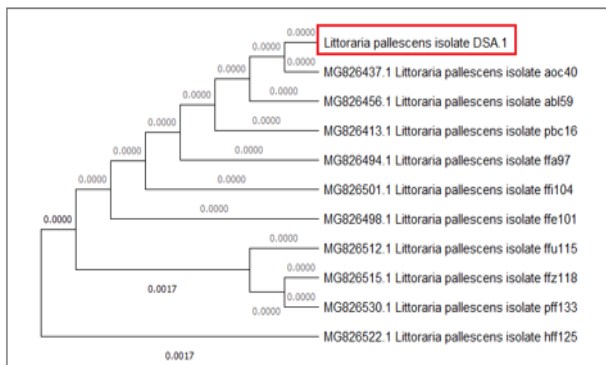 0.0000
Littoraria pallescens isolate DSA.1
0.0000
0.0000
MG826437.1 Littoraria pallescens isolate aoc40
0.0000
0.0000
MG826456.1 Littoraria pallescens isolate abl59
0.0000
0.0000
MG826413.1 Littoraria pallescens isolate pbc16
0.0000
0.0000
MG826494.1 Littoraria pallescens isolate ffa97
0.0000
0.0000
MG826501.1 Littoraria pallescens isolate ffi104
0.0000
0.0000
MG826498.1 Littoraria pallescens isolate ffe101
0.0000
0.0000
MG826512.1 Littoraria pallescens isolate ffu115
0.0000
0.0017
MG826515.1 Littoraria pallescens isolate ffz118
0.0000
0.0000
MG826530.1 Littoraria pallescens isolate pff133
MG826522.1 Littoraria pallescens isolate hff125
0.0017